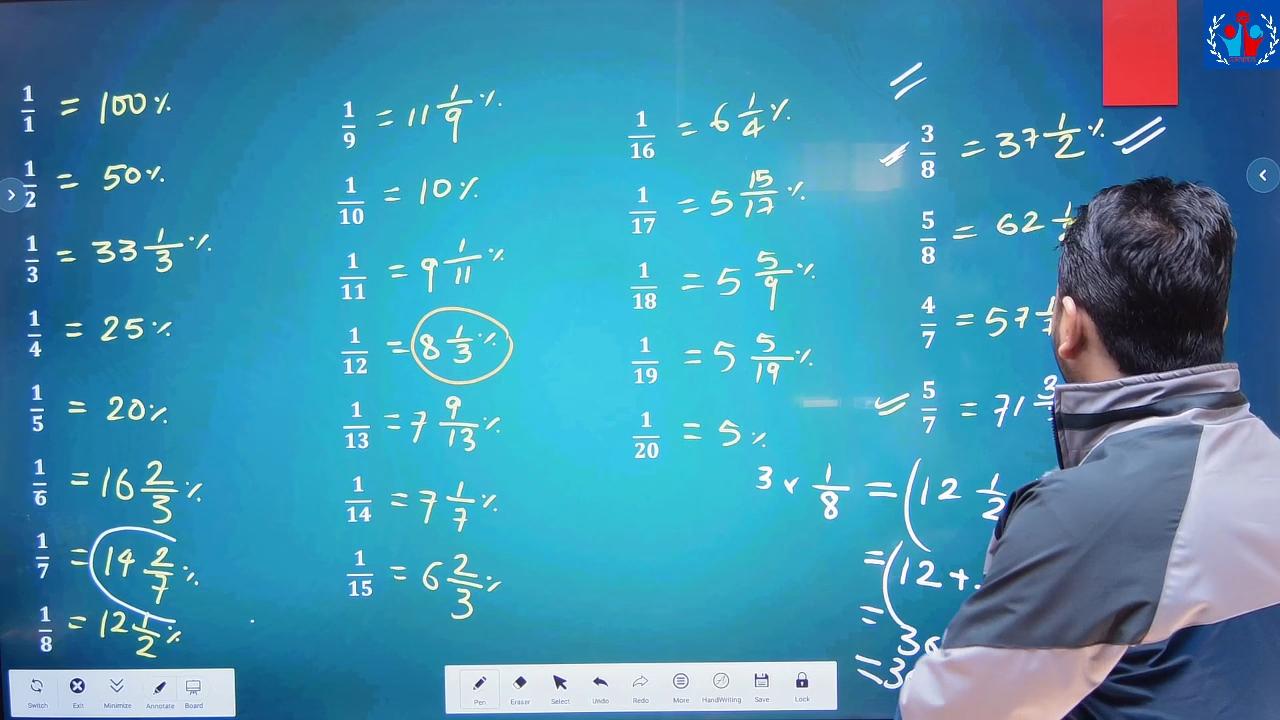 1/1 = 100%
1/2 = 50%
1/3 = 33 1/3 %
1/4 = 25%
1/5 = 20%
1/6 = 16 2/3 %
1/7 = 14 2/7 %
1/8 = 12 1/2 %
1/9 = 11 1/9 %
1/10 = 10%
1/11 = 9 1/11 %
1/12 = 8 1/3 %
1/13 = 7 9/13 %
1/14 = 7 1/7 %
1/15 = 6 2/3 %
1/16 = 6 1/4 %
1/17 = 5 15/17 %
1/18 = 5 5/9 %
1/19 = 5 5/19 %
1/20 = 5%
3/8 = 37 1/2 %
5/8 = 62
4/7 = 57
5/7 = 71
3 × 1/8 = (12 1/2
= (12 +
= 36
= 3
Switch Exit Minimize Annotate Board
Pen Eraser Select Undo Redo More HandWriting Save Lock